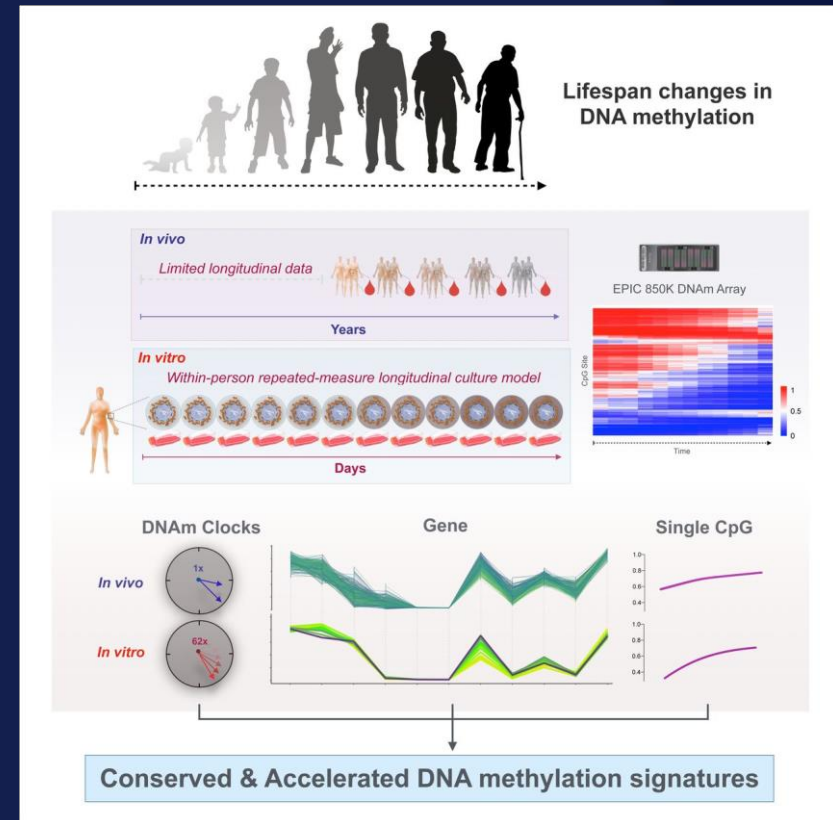 Lifespan changes in
DNA methylation
In vivo
Limited longitudinal data
Years
EPIC 850K DNAm Array
In vitro
Within-person repeated-measure longitudinal culture model
Days
CpG Site
1
0.5
0
Time
DNAm Clocks
Gene
Single CpG
In vivo
1x
1.0
0.8
0.6
0.4
In vitro
62x
1.0
0.8
0.6
0.4
Conserved & Accelerated DNA methylation signatures